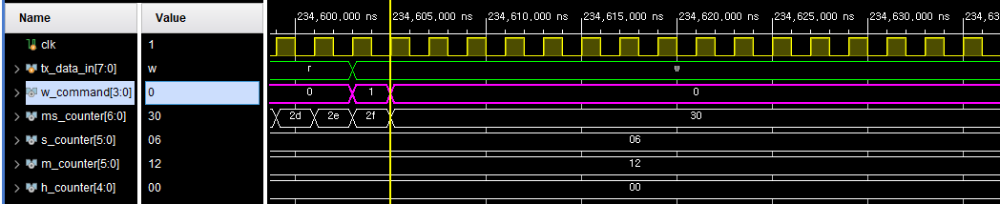 Name Value 234,600,000 ns 234,605,000 ns 234,610,000 ns 234,615,000 ns 234,620,000 ns 234,625,000 ns 234,630,000 ns 234,63
clk 1
tx_data_in[7:0] w r w
w_command[3:0] 0 0 1 0
ms_counter[6:0] 30 2d 2e 2f 30
s_counter[5:0] 06 06
m_counter[5:0] 12 12
h_counter[4:0] 00 00